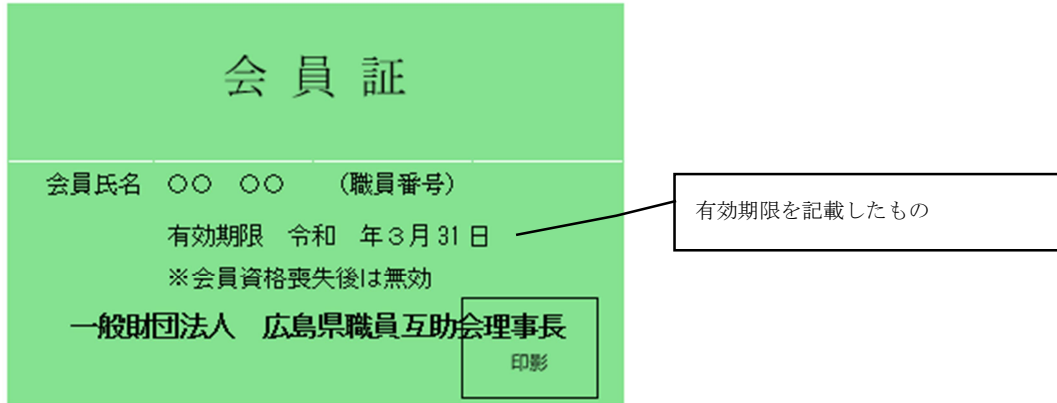 会員証
会員氏名 ○○ ○○ （職員番号）
有効期限 令和 年３月31日
※会員資格喪失後は無効
一般財団法人 広島県職員互助会理事長
印影
有効期限を記載したもの